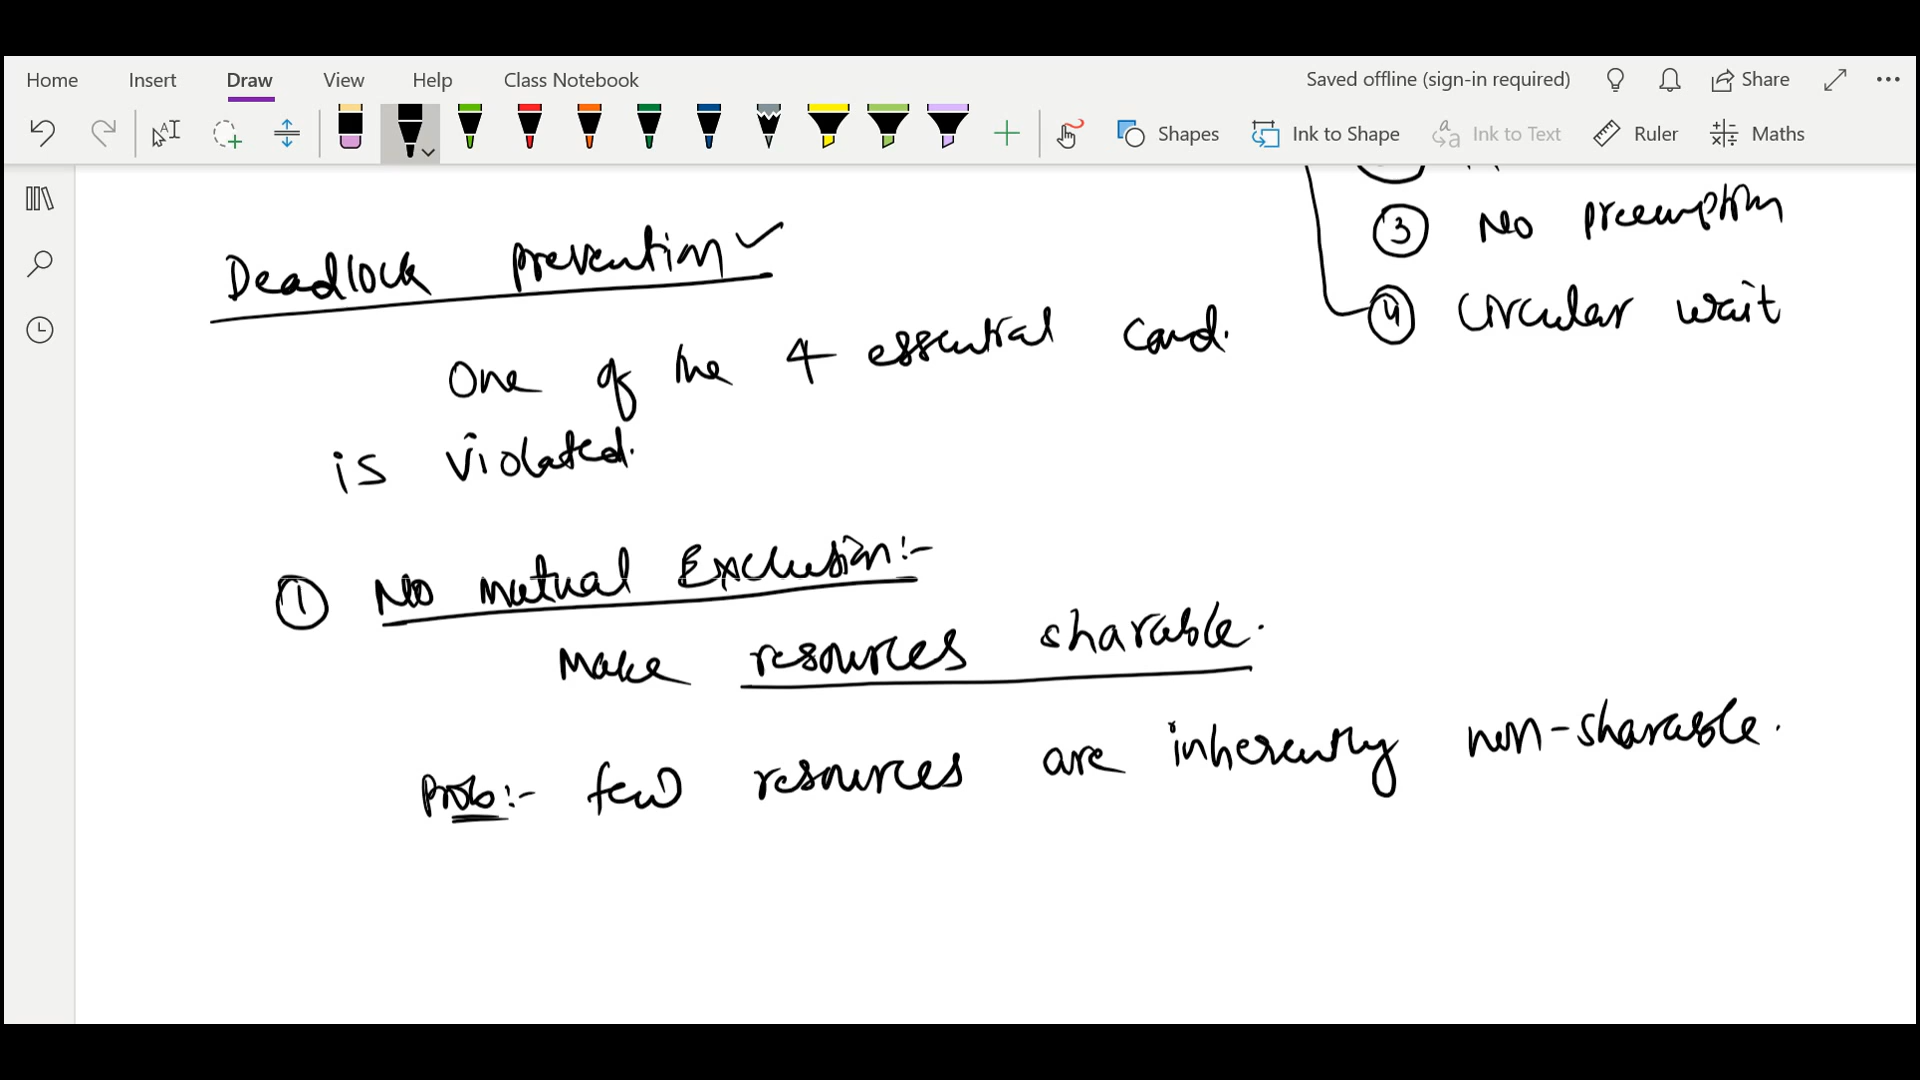 Home Insert Draw View Help Class Notebook Saved offline (sign-in required) Share
Shapes Ink to Shape Ink to Text Ruler Maths
3 No preemption
4 Circular wait
Deadlock prevention
One of the 4 essential cond.
is violated.
1 No mutual Exclusion:-
Make resources sharable.
Prob:- few resources are inherently non-sharable.